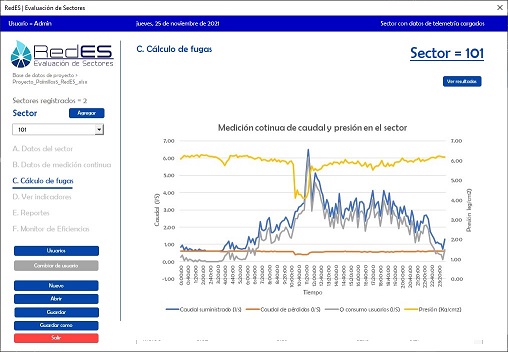 RedES | Evaluación de Sectores
Usuario = Admin
jueves, 25 de noviembre de 2021
Sector con datos de telemetría cargados
RedES
Evaluación de Sectores
Base de datos de proyecto =
Sectores registrados = 2
Sector
Agregar
101
A. Datos del sector
B. Datos de medición continua
C. Cálculo de fugas
D. Ver indicadores
E. Reportes
F. Monitor de Eficiencias
Usuarios
Cambiar de usuario
Nuevo
Abrir
Guardar
Guardar como
Salir
C. Cálculo de fugas
Sector = 101
Ver resultados
Medición cotinua de caudal y presión en el sector
Caudal (l/S)
7.00
6.00
5.00
4.00
3.00
2.00
1.00
0.00
-1.00
Presión (kg/cm2)
7.00
6.00
5.00
4.00
3.00
2.00
1.00
0.00
Tiempo
Caudal suministrado (l/s)
Caudal de pérdidas (l/S)
Q consumo usuarios (l/S)
Presión (Kg/cm2)